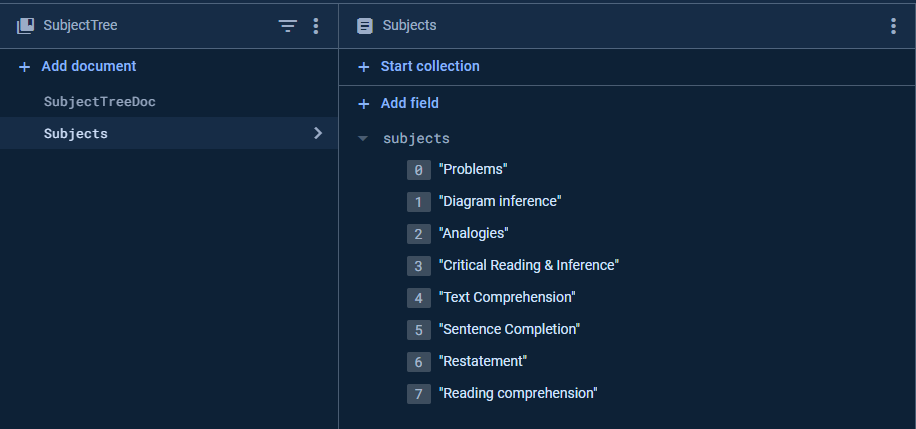 SubjectTree
+ Add document
SubjectTreeDoc
Subjects
Subjects
+ Start collection
+ Add field
subjects
0 "Problems"
1 "Diagram inference"
2 "Analogies"
3 "Critical Reading & Inference"
4 "Text Comprehension"
5 "Sentence Completion"
6 "Restatement"
7 "Reading comprehension"